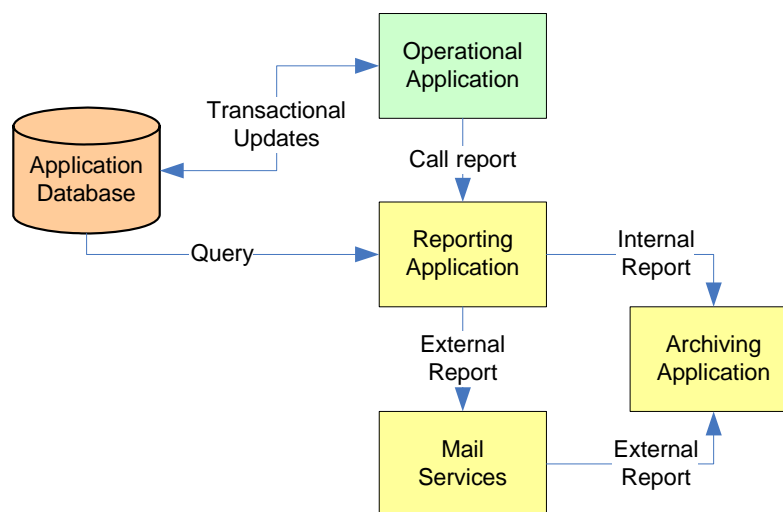 Operational
Application
Transactional
Updates
Application
Database
Call report
Query
Reporting
Application
Internal
Report
External
Report
Archiving
Application
Mail
Services
External
Report